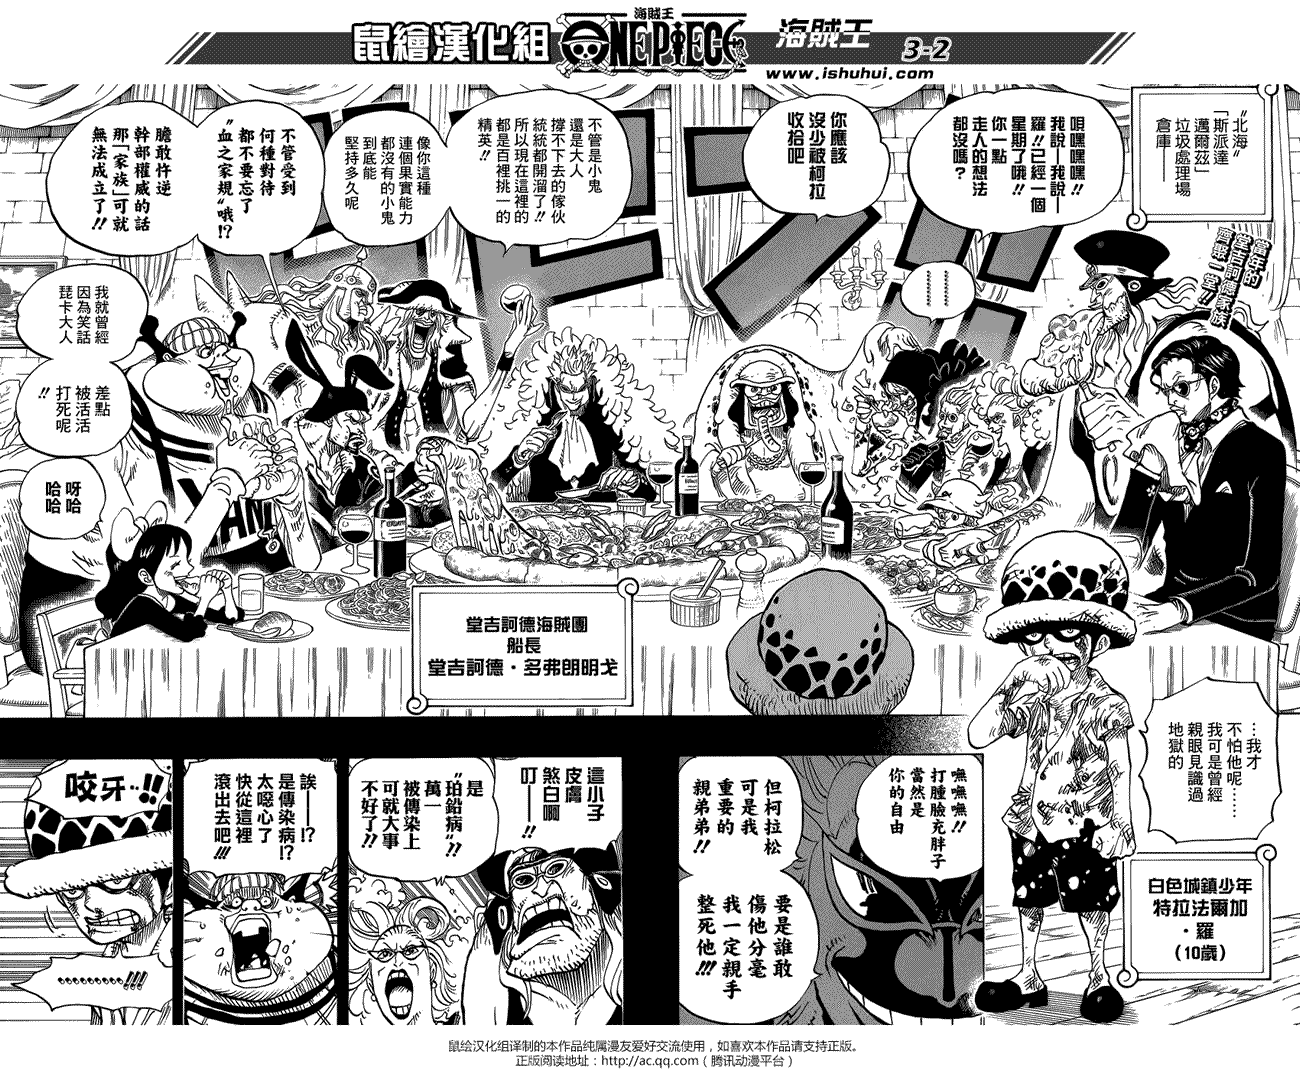 鼠繪漢化組
海賊王
ONE PIECE
海賊王
3-2
www.ishuhui.com
“北海”
「斯派達
邁爾茲」
垃圾處理場
倉庫——
當年的
堂吉訶德家族
齊聚一堂!!
唄嘿嘿!!
我說—我說—
羅!!已經一個
星期了哦!!
你一點
走人的想法
都沒嗎?
你應該
沒少被柯拉
收拾吧
不管是小鬼
還是大人
撐不下去的傢伙
統統都開溜了!!
所以現在在這裡的
都是百裡挑一的
精英!!
像你這種
連個果實能力
都沒有的小鬼
到底能
堅持多久呢
不管受到
何種對待
都不要忘了
“血之家規”哦!?
膽敢忤逆
幹部權威的話
那「家族」可就
無法成立了!!
我就曾經
因為笑話
琵卡大人
差點
被活活
打死呢
!!
呀哈
哈哈
堂吉訶德海賊團
船長
堂吉訶德・多弗朗明戈
…我才
不怕他呢……
我可是曾經
親眼見識過
地獄的
白色城鎮少年
特拉法爾加
・羅
(10歲)
嘸嘸嘸!!
打腫臉充胖子
當然是
你的自由
但柯拉松
可是我
重要的
親弟弟!!
要是誰敢
傷他分毫
我一定親手
整死他!!!
這小子
皮膚
煞白啊
叮——!!
是
“珀鉛病”!?
萬一
被傳染上
可就大事
不好了!?
誒——!?
是傳染病!?
太噁心了
快從這裡
滾出去吧!!!
咬牙…!!
…………!!!
鼠绘汉化组译制的本作品纯属漫友爱好交流使用，如喜欢本作品请支持正版。
正版阅读地址：http://ac.qq.com（腾讯动漫平台）